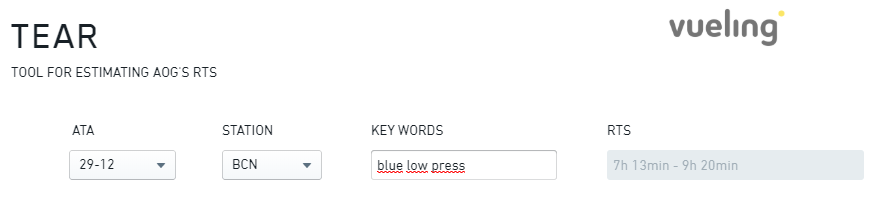 TEAR
vueling
TOOL FOR ESTIMATING AOG'S RTS
ATA STATION KEY WORDS RTS
29-12 BCN blue low press 7h 13min - 9h 20min